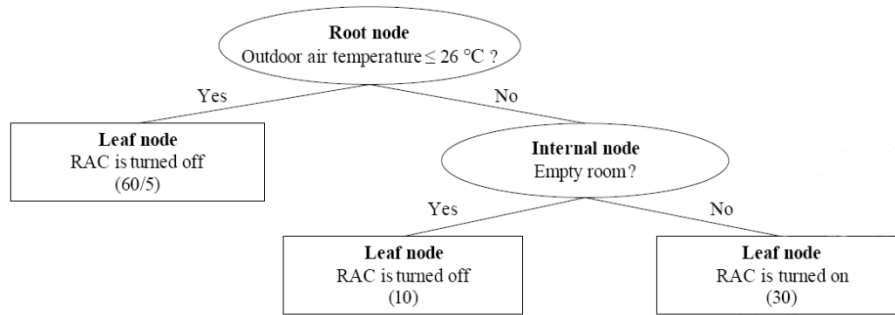 Root node
Outdoor air temperature ≤ 26 °C ?
Yes
No
Leaf node
RAC is turned off
(60/5)
Internal node
Empty room?
Yes
No
Leaf node
RAC is turned off
(10)
Leaf node
RAC is turned on
(30)